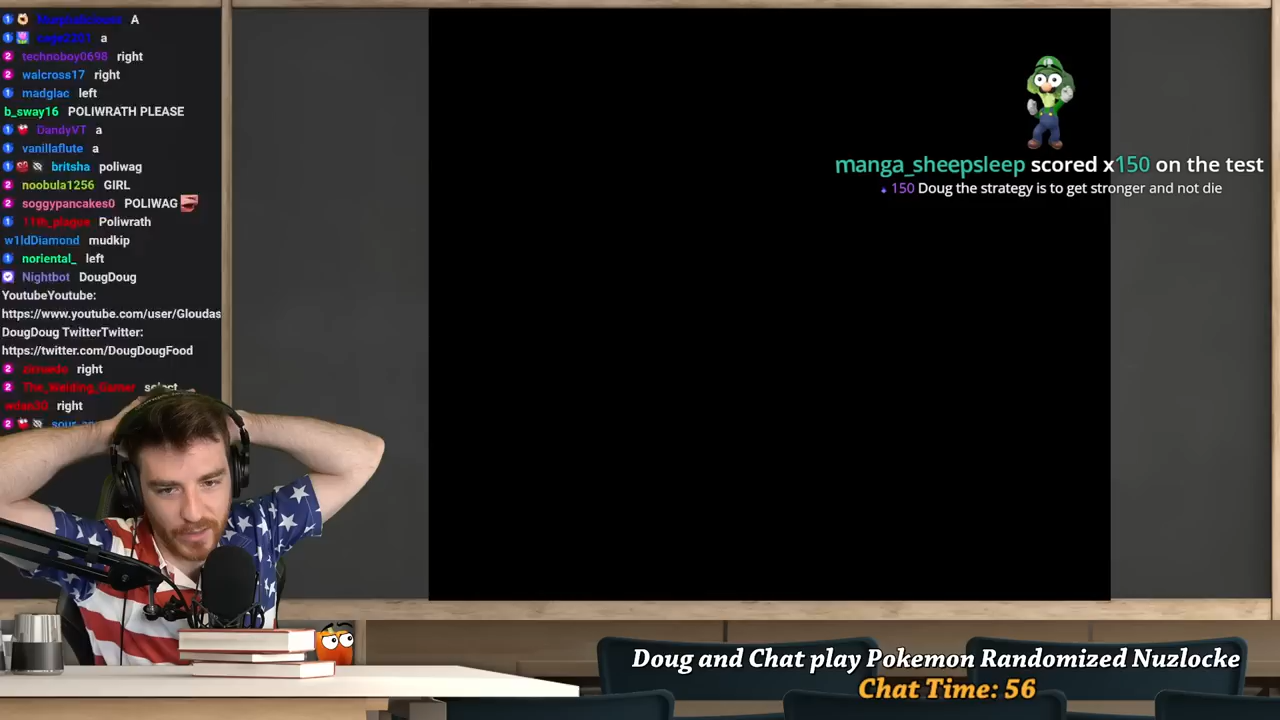 A
a
technoboy0698 right
walcross17 right
madglac left
b_sway16 POLIWRATH PLEASE
DandyVT a
vanillaflute a
britsha poliwag
noobula1256 GIRL
soggypancakes0 POLIWAG
11th_plague Poliwrath
w1ldDiamond mudkip
noriental_ left
Nightbot DougDoug
YoutubeYoutube:
https://www.youtube.com/user/Gloudas
DougDoug TwitterTwitter:
https://twitter.com/DougDougFood
right
The_Welding_Gamer select
right
manga_sheepsleep scored x150 on the test
150 Doug the strategy is to get stronger and not die
Doug and Chat play Pokemon Randomized Nuzlocke
Chat Time: 56